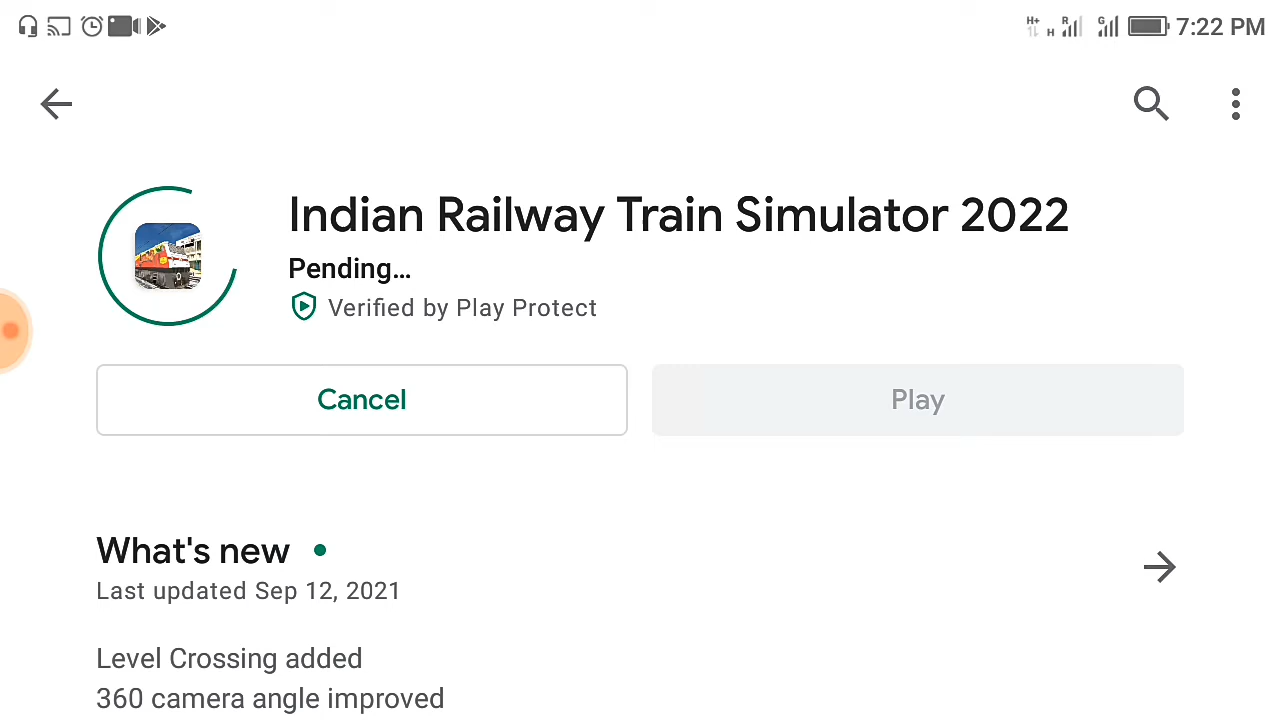 H+ H R G 7:22 PM
Indian Railway Train Simulator 2022
Pending…
Verified by Play Protect
Cancel Play
What's new
Last updated Sep 12, 2021
Level Crossing added
360 camera angle improved